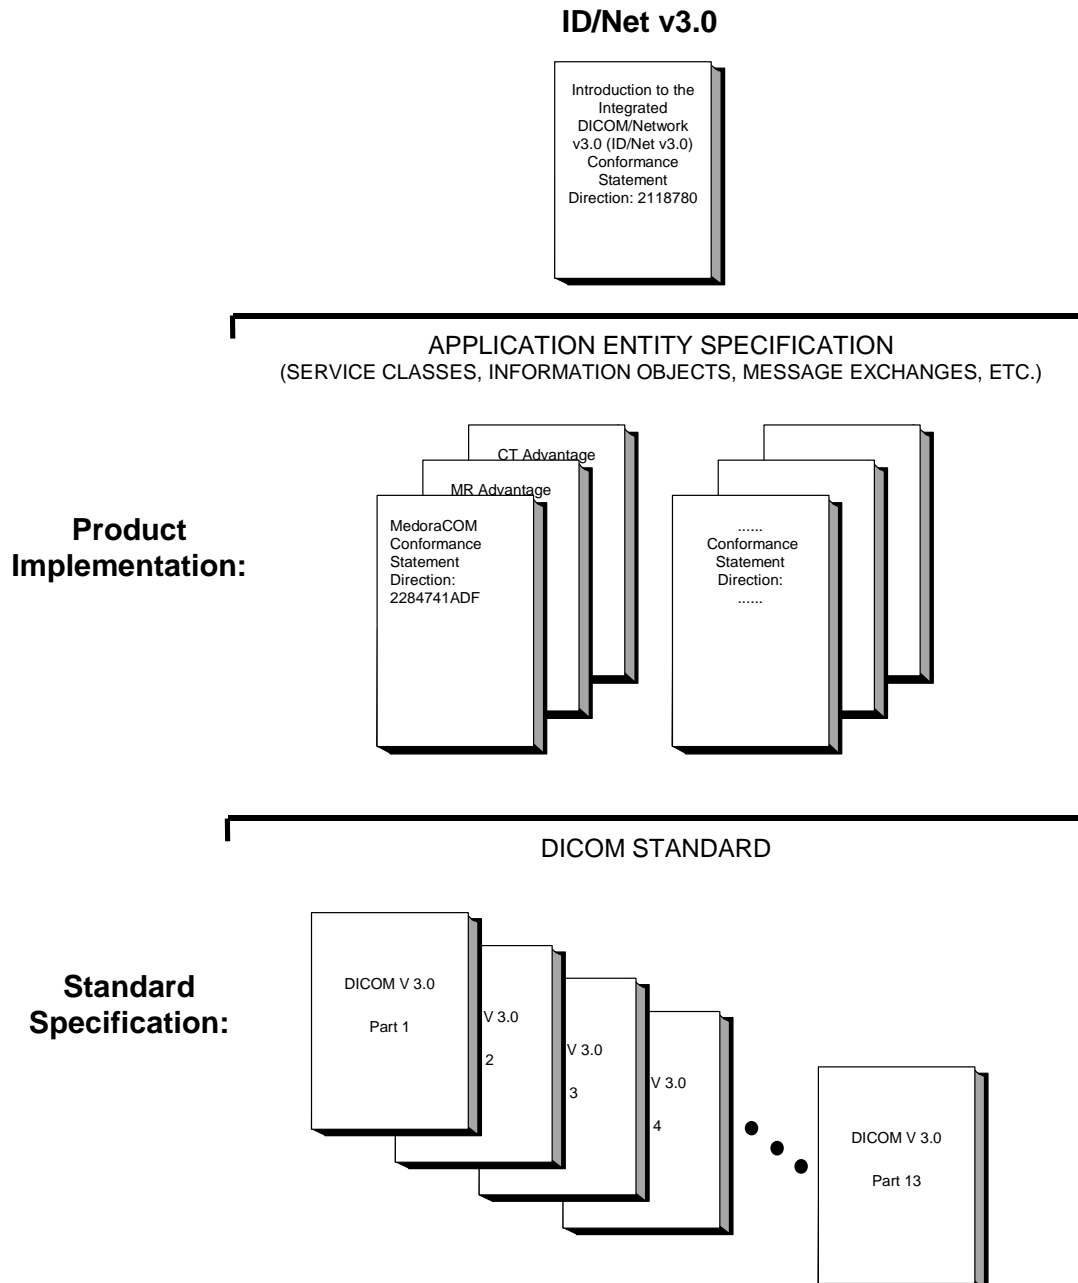 ID/Net v3.0
Introduction to the
Integrated
DICOM/Network
v3.0 (ID/Net v3.0)
Conformance
Statement
Direction: 2118780
APPLICATION ENTITY SPECIFICATION
(SERVICE CLASSES, INFORMATION OBJECTS, MESSAGE EXCHANGES, ETC.)
Product
Implementation:
CT Advantage
MR Advantage
MedoraCOM
Conformance
Statement
Direction:
2284741ADF
......
Conformance
Statement
Direction:
......
DICOM STANDARD
Standard
Specification:
DICOM V 3.0
Part 1
V 3.0
2
V 3.0
3
V 3.0
4
DICOM V 3.0
Part 13